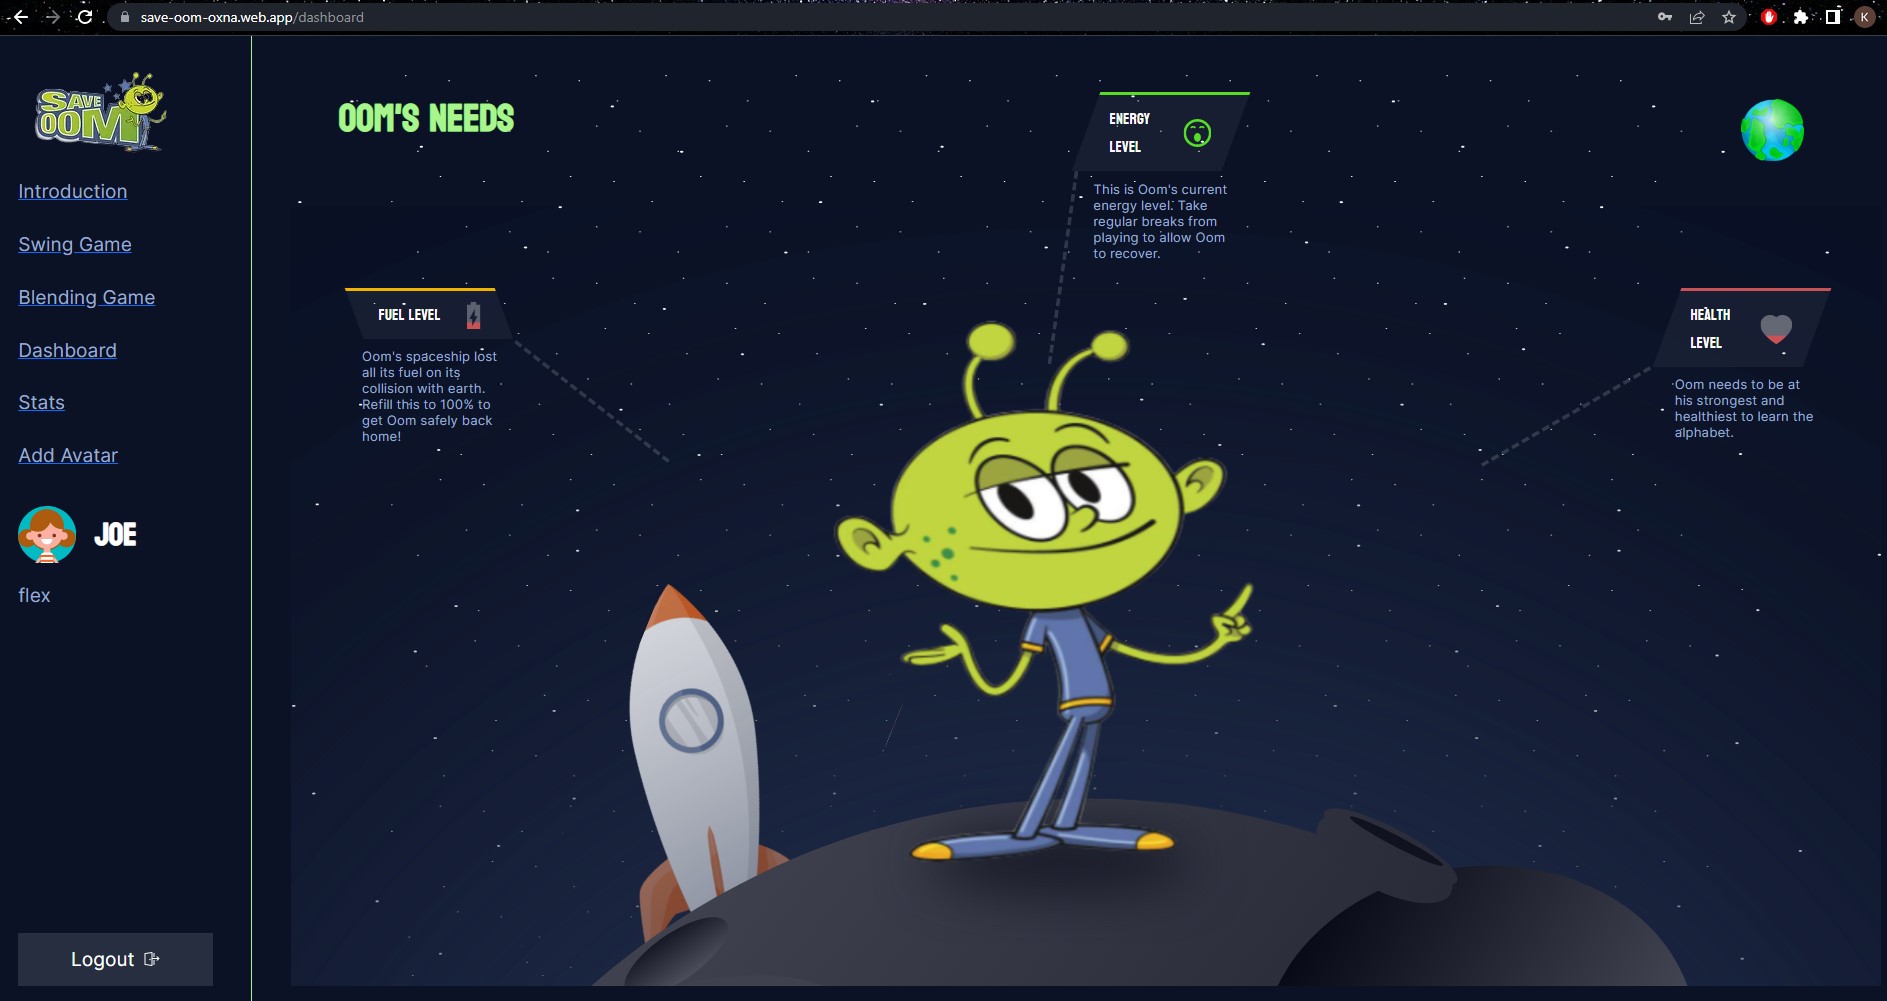 save-oom-oxna.web.app/dashboard
K
SAVE
OOM
Introduction
Swing Game
Blending Game
Dashboard
Stats
Add Avatar
JOE
flex
Logout
OOM'S NEEDS
ENERGY
LEVEL
This is Oom's current
energy level. Take
regular breaks from
playing to allow Oom
to recover.
FUEL LEVEL
Oom's spaceship lost
all its fuel on its
collision with earth.
Refill this to 100% to
get Oom safely back
home!
HEALTH
LEVEL
Oom needs to be at
his strongest and
healthiest to learn the
alphabet.